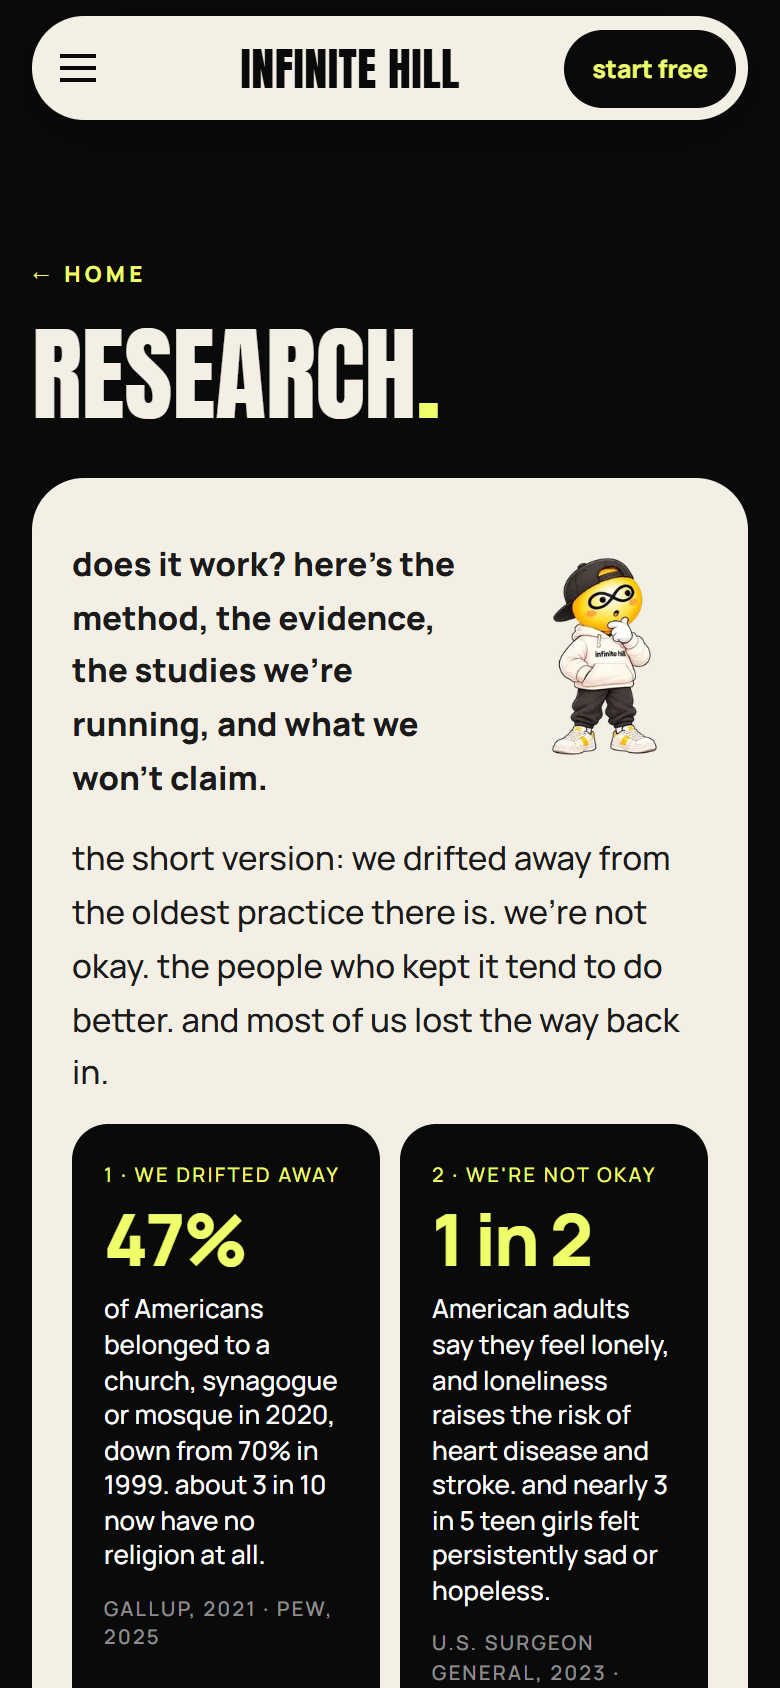 INFINITE HILL
start free
← HOME
RESEARCH.
does it work? here’s the
method, the evidence,
the studies we’re
running, and what we
won’t claim.
infinite hill
the short version: we drifted away from
the oldest practice there is. we’re not
okay. the people who kept it tend to do
better. and most of us lost the way back
in.
1 · WE DRIFTED AWAY
47%
of Americans
belonged to a
church, synagogue
or mosque in 2020,
down from 70% in
1999. about 3 in 10
now have no
religion at all.
GALLUP, 2021 · PEW,
2025
2 · WE'RE NOT OKAY
1 in 2
American adults
say they feel lonely,
and loneliness
raises the risk of
heart disease and
stroke. and nearly 3
in 5 teen girls felt
persistently sad or
hopeless.
U.S. SURGEON
GENERAL, 2023 ·